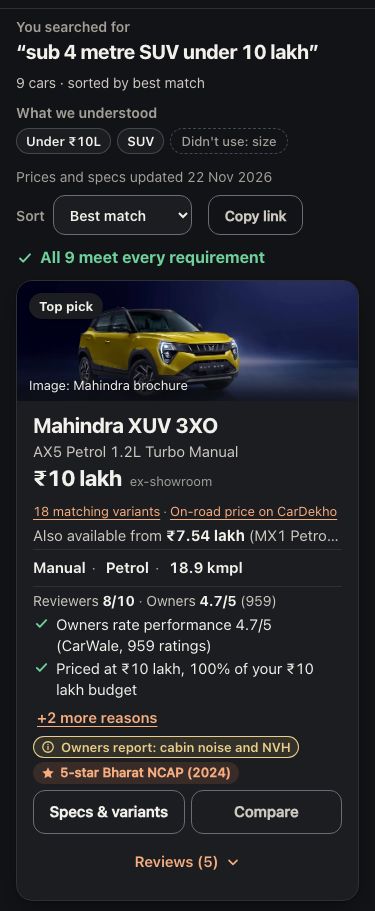 You searched for
“sub 4 metre SUV under 10 lakh”
9 cars · sorted by best match
What we understood
Under ₹10L
SUV
Didn't use: size
Prices and specs updated 22 Nov 2026
Sort
Best match
Copy link
All 9 meet every requirement
Top pick
Image: Mahindra brochure
Mahindra XUV 3XO
AX5 Petrol 1.2L Turbo Manual
₹10 lakh ex-showroom
18 matching variants · On-road price on CarDekho
Also available from ₹7.54 lakh (MX1 Petro...
Manual · Petrol · 18.9 kmpl
Reviewers 8/10 · Owners 4.7/5 (959)
Owners rate performance 4.7/5
(CarWale, 959 ratings)
Priced at ₹10 lakh, 100% of your ₹10
lakh budget
+2 more reasons
Owners report: cabin noise and NVH
5-star Bharat NCAP (2024)
Specs & variants
Compare
Reviews (5)